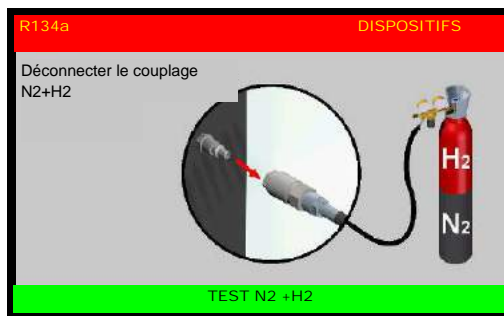 R134a DISPOSITIFS
Déconnecter le couplage
N2+H2
H2
N2
TEST N2 +H2